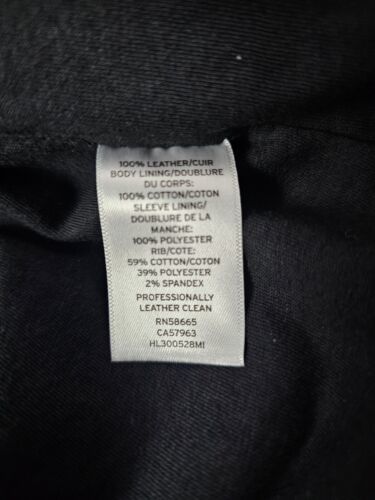 100% LEATHER/CUIR
BODY LINING/DOUBLURE
DU CORPS:
100% COTTON/COTON
SLEEVE LINING/
DOUBLURE DE LA
MANCHE:
100% POLYESTER
RIB/COTE:
59% COTTON/COTON
39% POLYESTER
2% SPANDEX
PROFESSIONALLY
LEATHER CLEAN
RN58665
CA57963
HL300528MI